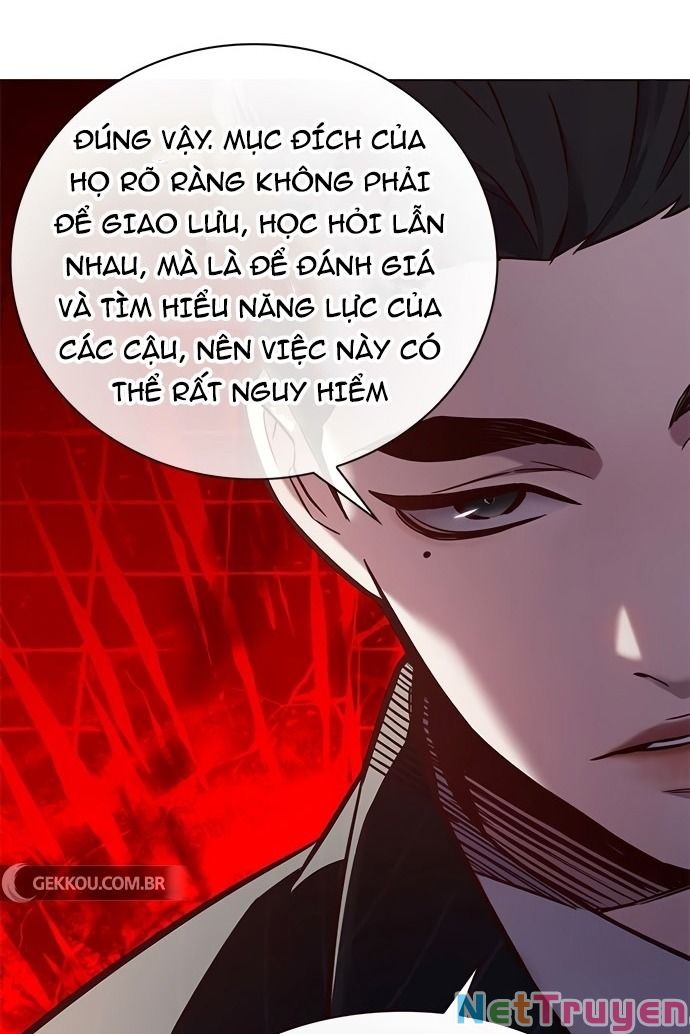 ĐÚNG VẬY. MỤC ĐÍCH CỦA
HỌ RÕ RÀNG KHÔNG PHẢI
ĐỂ GIAO LƯU, HỌC HỎI LẪN
NHAU, MÀ LÀ ĐỂ ĐÁNH GIÁ
VÀ TÌM HIỂU NĂNG LỰC CỦA
CÁC CẬU, NÊN VIỆC NÀY CÓ
THỂ RẤT NGUY HIỂM
GEKKOU.COM.BR
NetTruyen